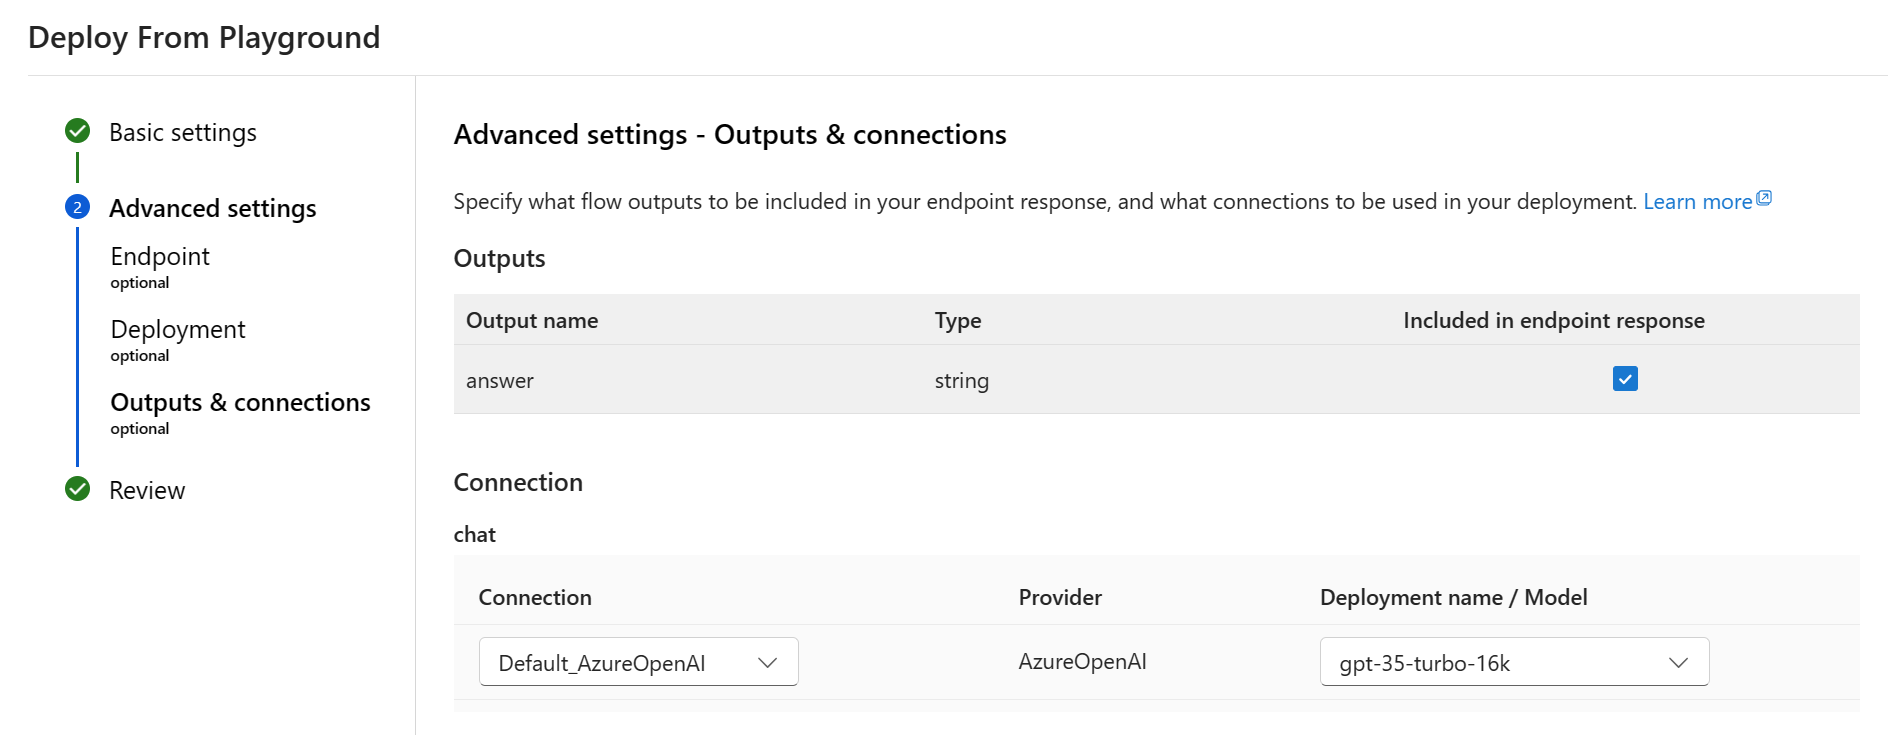 Deploy From Playground
Basic settings
2 Advanced settings
Endpoint
optional
Deployment
optional
Outputs & connections
optional
Review
Advanced settings - Outputs & connections
Specify what flow outputs to be included in your endpoint response, and what connections to be used in your deployment. Learn more
Outputs
Output name Type Included in endpoint response
answer string
Connection
chat
Connection Provider Deployment name / Model
Default_AzureOpenAI AzureOpenAI gpt-35-turbo-16k